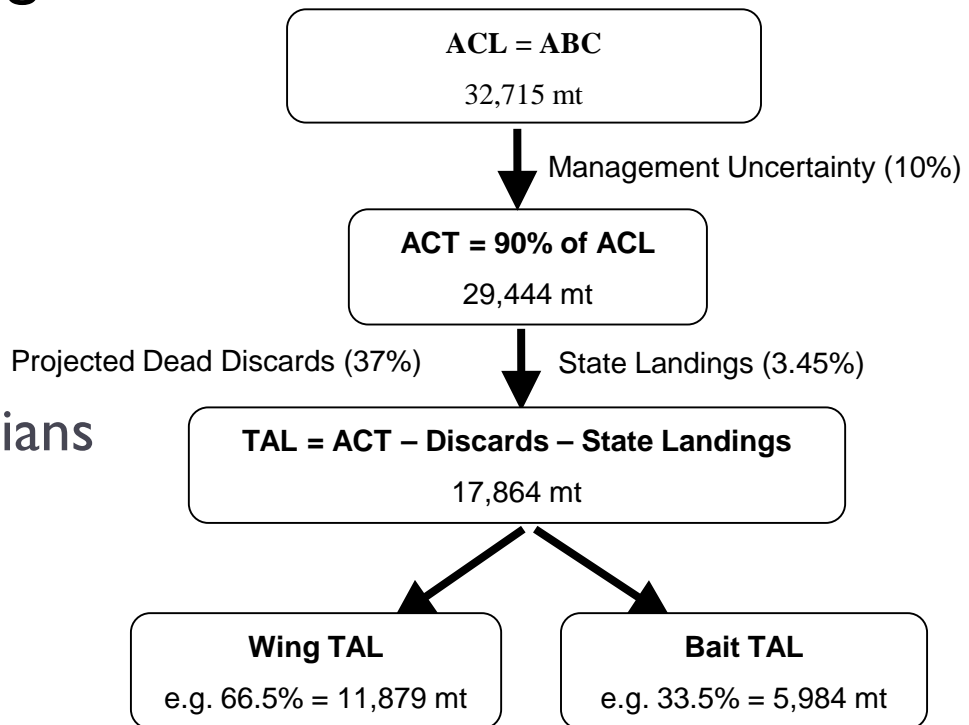 ACL = ABC
32,715 mt
Management Uncertainty (10%)
ACT = 90% of ACL
29,444 mt
Projected Dead Discards (37%)
State Landings (3.45%)
ians
TAL = ACT – Discards – State Landings
17,864 mt
Wing TAL
e.g. 66.5% = 11,879 mt
Bait TAL
e.g. 33.5% = 5,984 mt